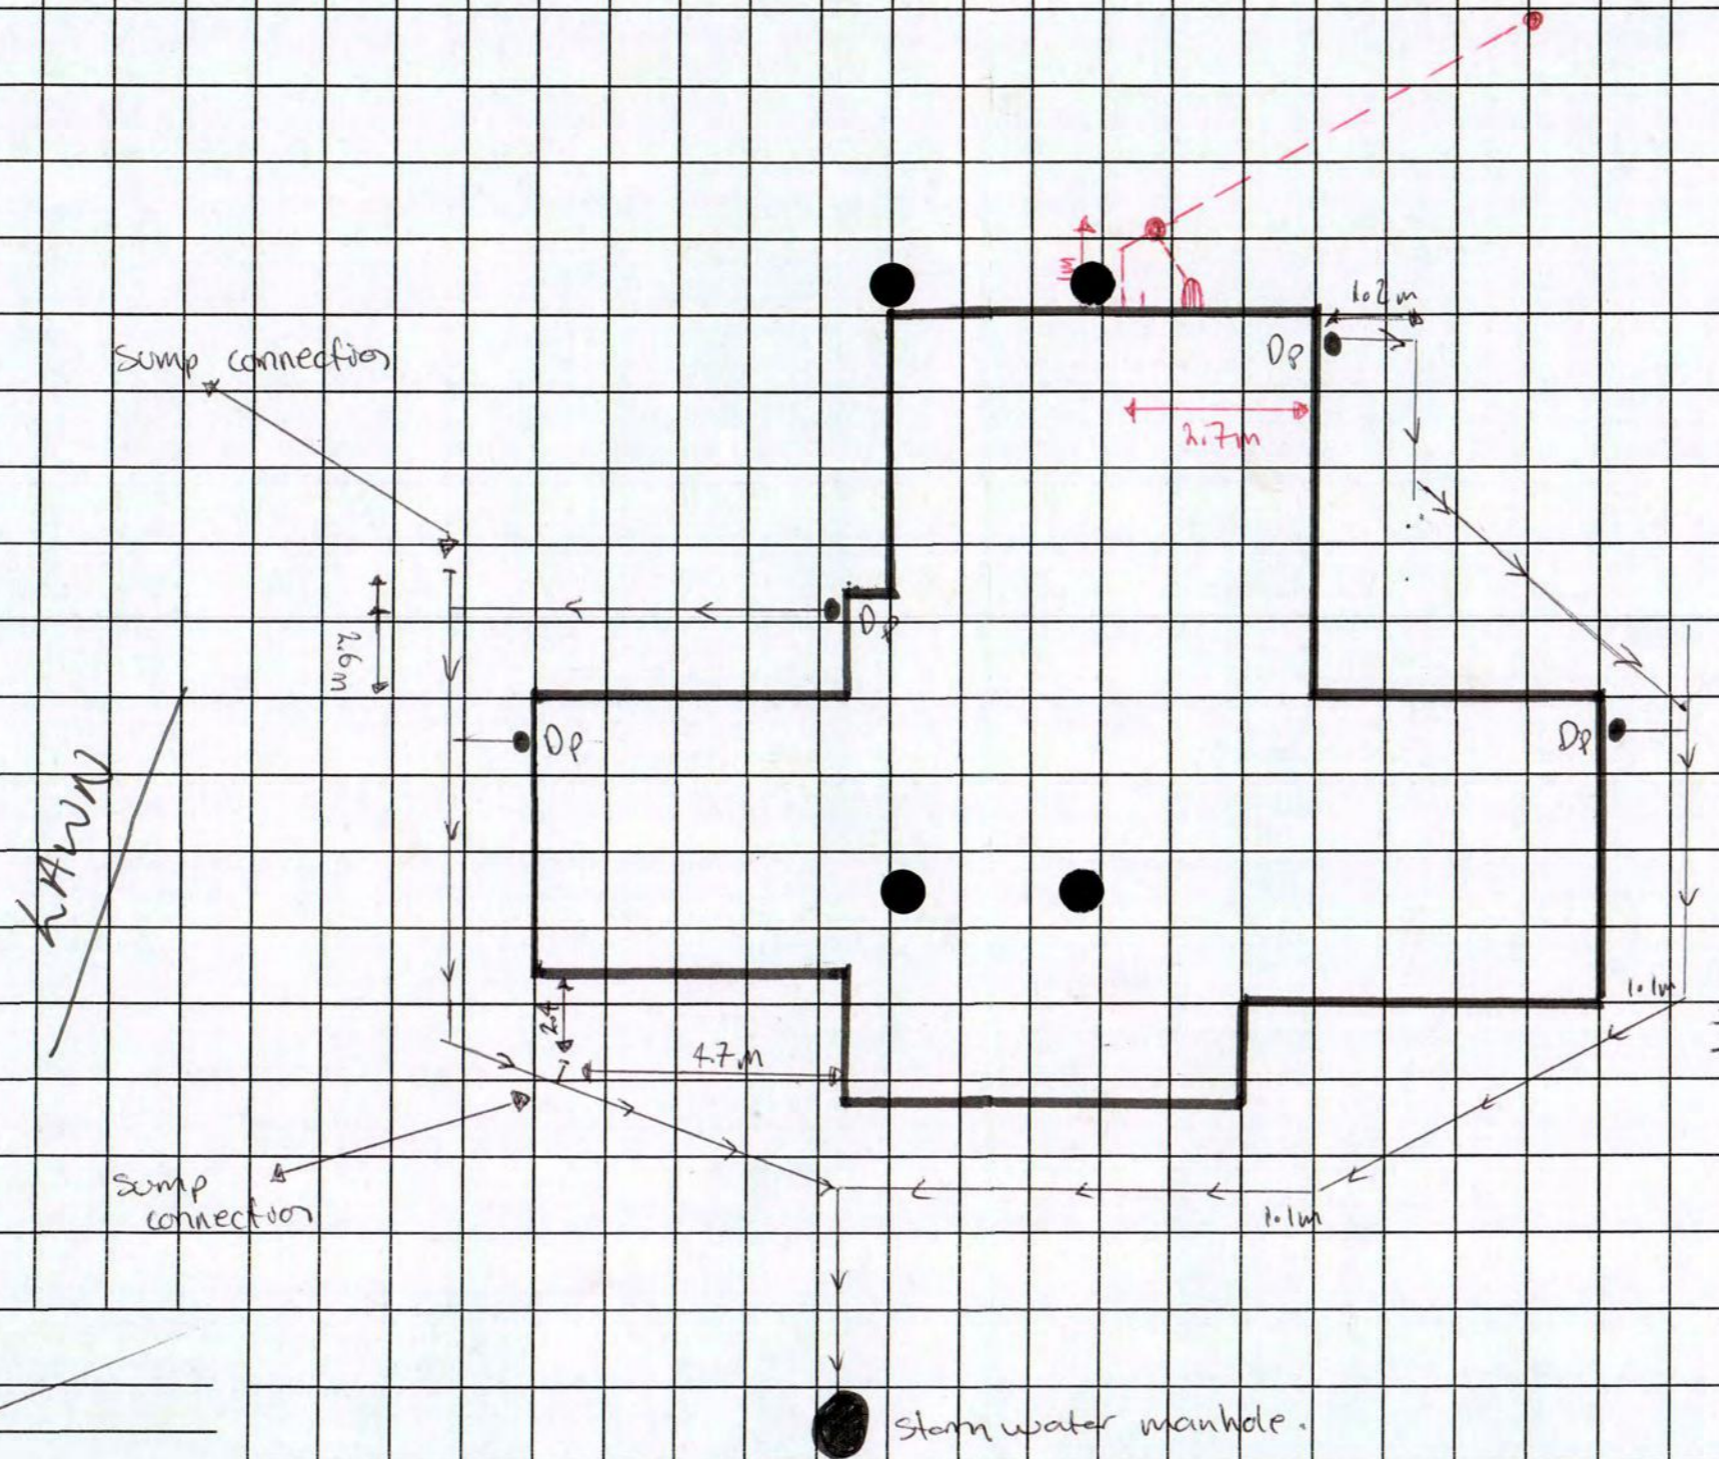 1m
1.2m
Dp
2.7m
sump connection
Dp
2.6m
Dp
Dp
LAWN
1.1m
2.4
4.7m
sump
connection
1.1m
storm water manhole.